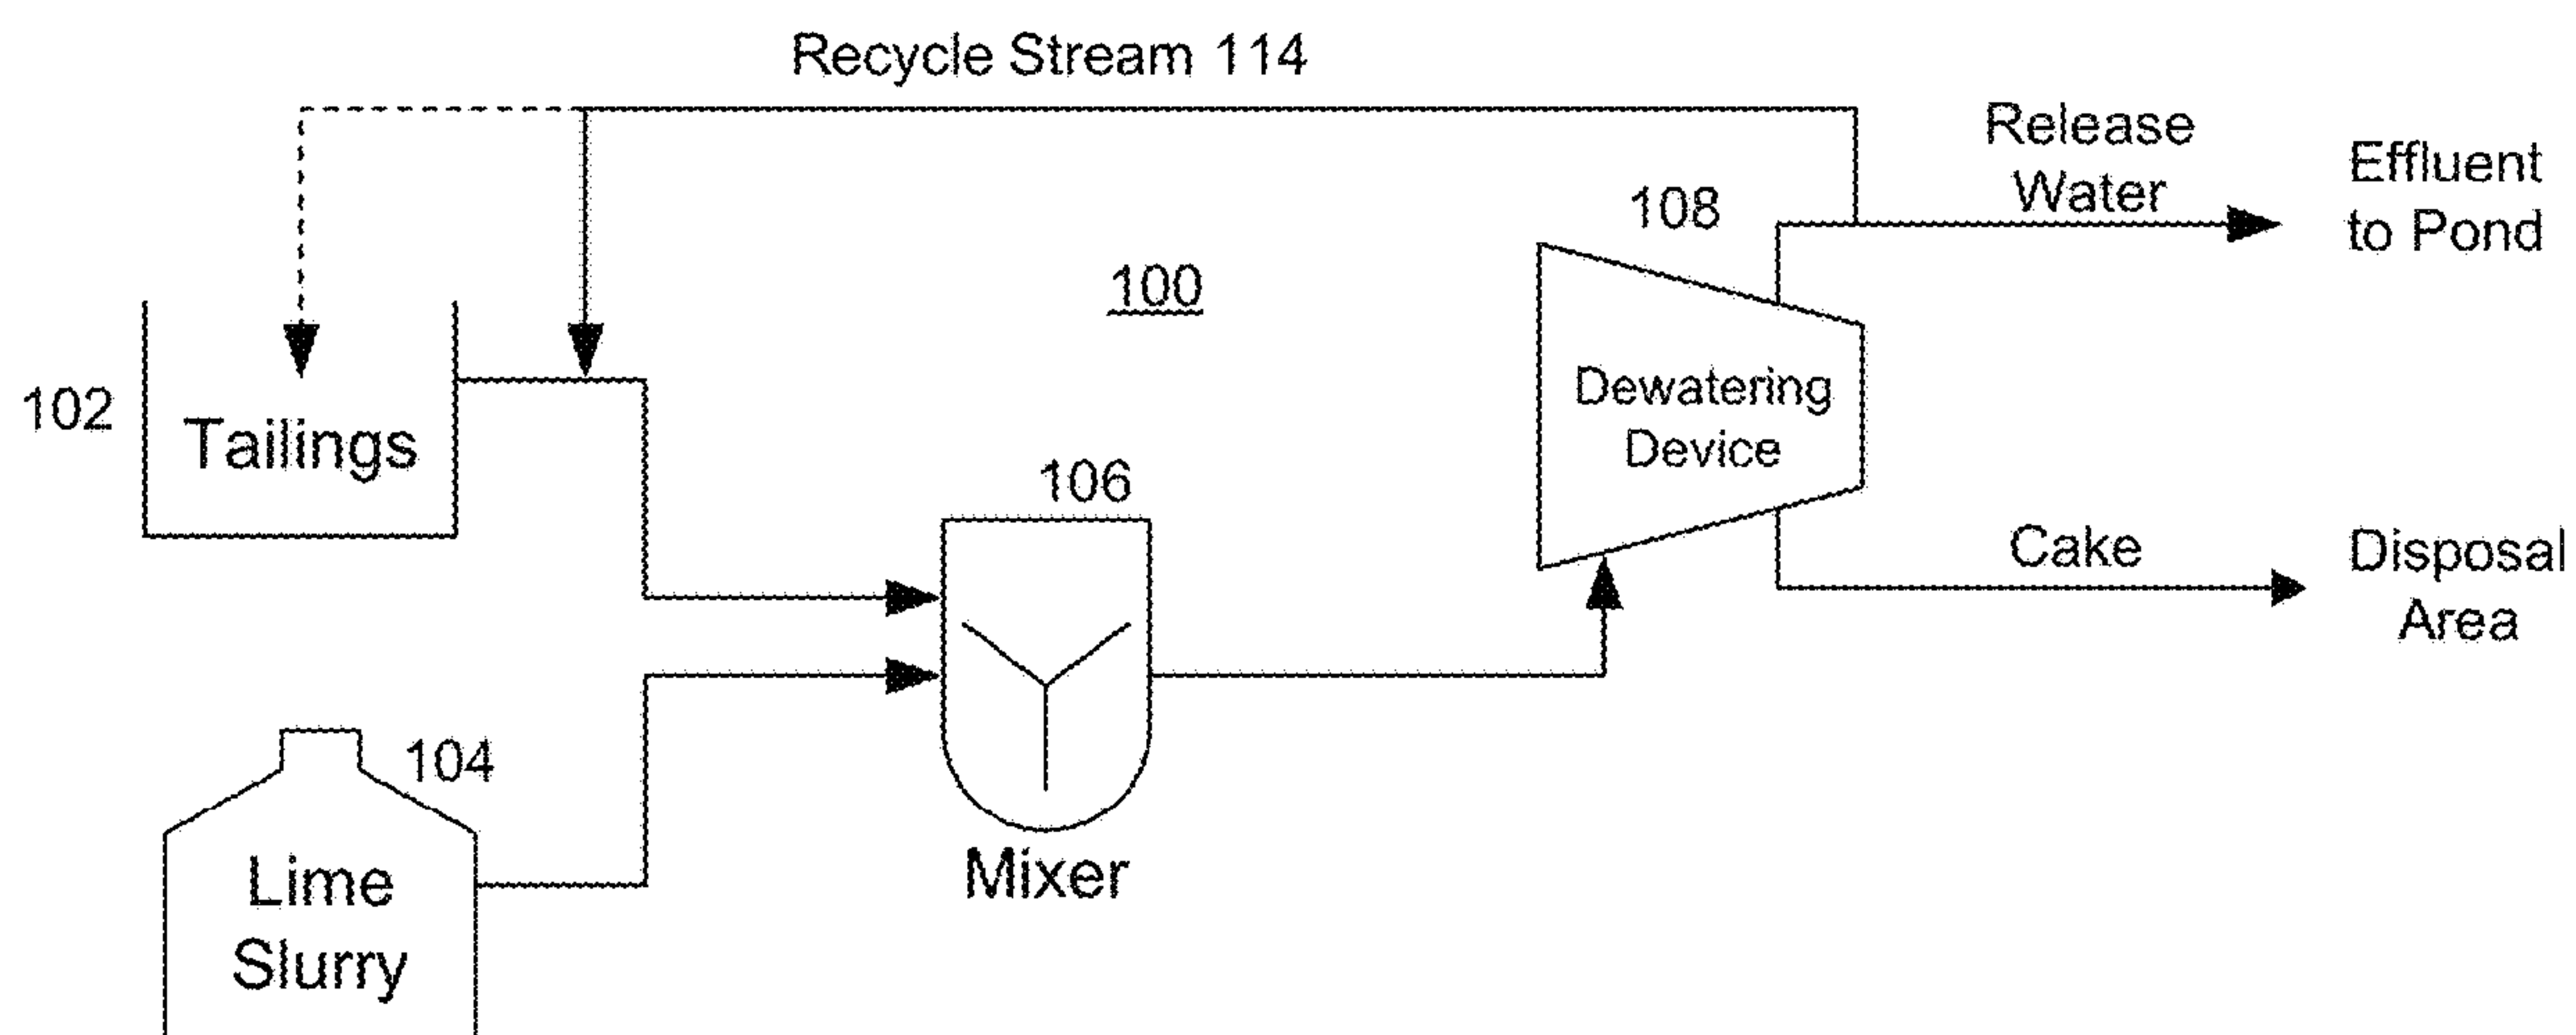 Recycle Stream 114
Release
Water
Effluent
to Pond
108
100
102
Tailings
Dewatering
Device
106
Cake
Disposal
Area
104
Lime
Slurry
Mixer